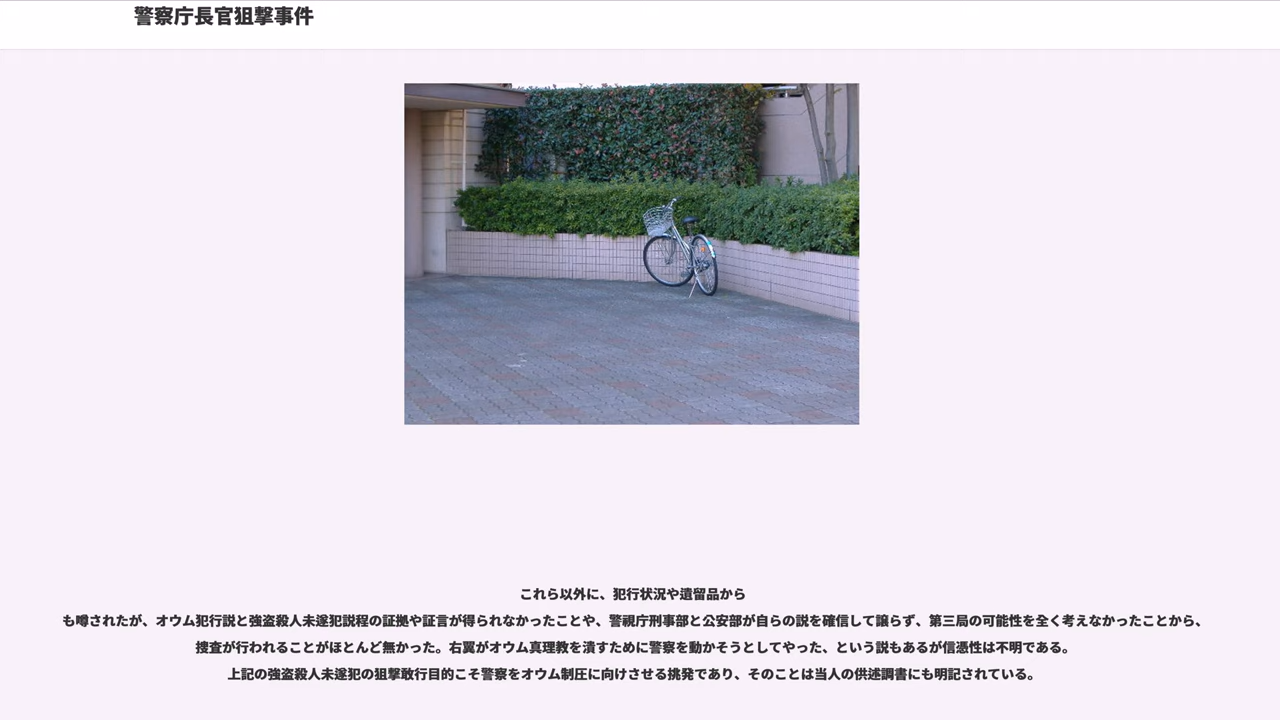 警察庁長官狙撃事件
これら以外に、犯行状況や遺留品から
も噂されたが、オウム犯行説と強盗殺人未遂犯説程の証拠や証言が得られなかったことや、警視庁刑事部と公安部が自らの説を確信して譲らず、第三局の可能性を全く考えなかったことから、
捜査が行われることがほとんど無かった。右翼がオウム真理教を潰すために警察を動かそうとしてやった、という説もあるが信憑性は不明である。
上記の強盗殺人未遂犯の狙撃敢行目的こそ警察をオウム制圧に向けさせる挑発であり、そのことは当人の供述調書にも明記されている。